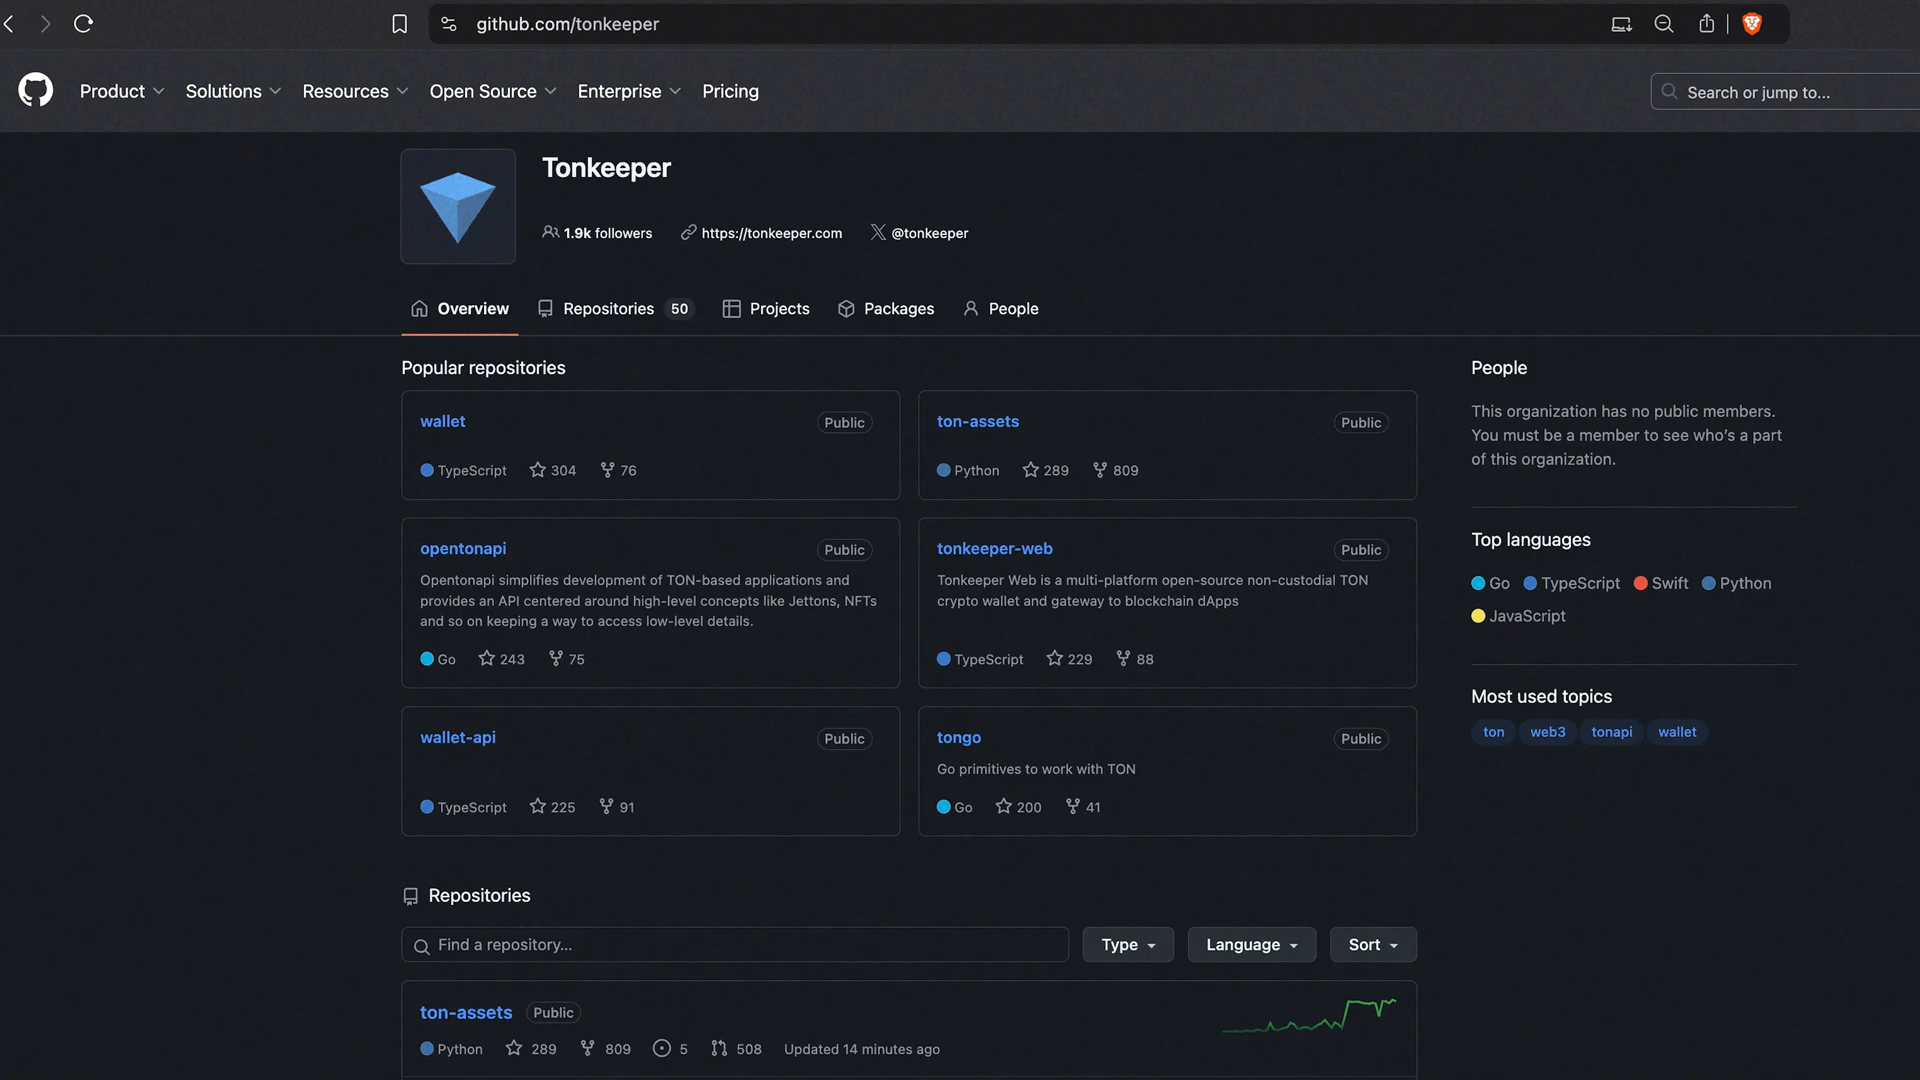 github.com/tonkeeper
Product Solutions Resources Open Source Enterprise Pricing
Search or jump to...
Tonkeeper
1.9k followers https://tonkeeper.com @tonkeeper
Overview Repositories 50 Projects Packages People
Popular repositories
wallet Public
TypeScript 304 76
ton-assets Public
Python 289 809
opentonapi Public
Opentonapi simplifies development of TON-based applications and
provides an API centered around high-level concepts like Jettons, NFTs
and so on keeping a way to access low-level details.
Go 243 75
tonkeeper-web Public
Tonkeeper Web is a multi-platform open-source non-custodial TON
crypto wallet and gateway to blockchain dApps
TypeScript 229 88
wallet-api Public
TypeScript 225 91
tongo Public
Go primitives to work with TON
Go 200 41
People
This organization has no public members.
You must be a member to see who's a part
of this organization.
Top languages
Go TypeScript Swift Python
JavaScript
Most used topics
ton web3 tonapi wallet
Repositories
Find a repository... Type Language Sort
ton-assets Public
Python 289 809 5 508 Updated 14 minutes ago